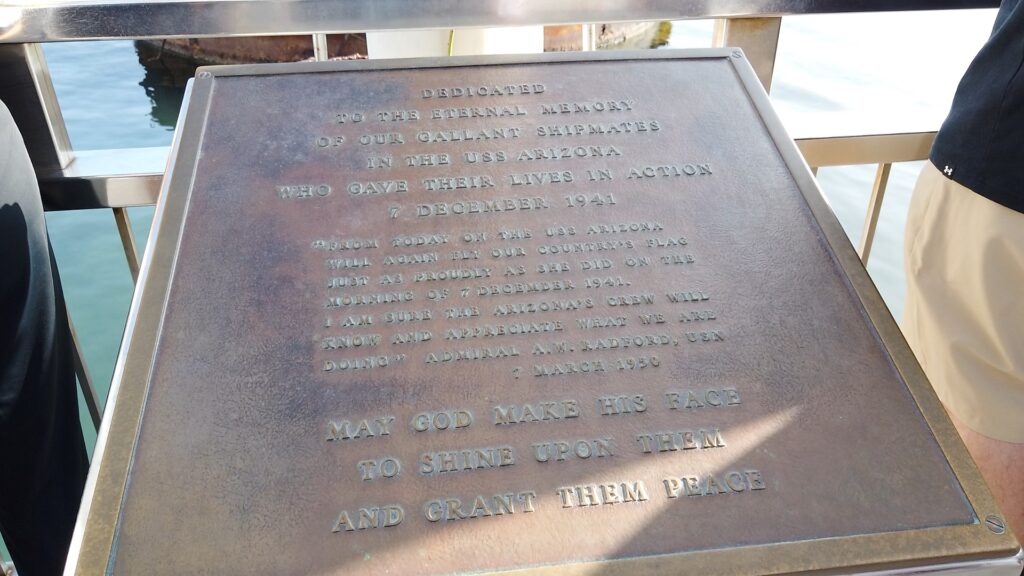 DEDICATED
TO THE ETERNAL MEMORY
OF OUR GALLANT SHIPMATES
IN THE USS ARIZONA
WHO GAVE THEIR LIVES IN ACTION
7 DECEMBER 1941
"FROM TODAY ON THE USS ARIZONA
WILL AGAIN FLY OUR COUNTRY'S FLAG
JUST AS PROUDLY AS SHE DID ON THE
MORNING OF 7 DECEMBER 1941.
I AM SURE THE ARIZONA'S CREW WILL
KNOW AND APPRECIATE WHAT WE ARE
DOING" ADMIRAL A.W. RADFORD, USN
7 MARCH 1950
MAY GOD MAKE HIS FACE
TO SHINE UPON THEM
AND GRANT THEM PEACE